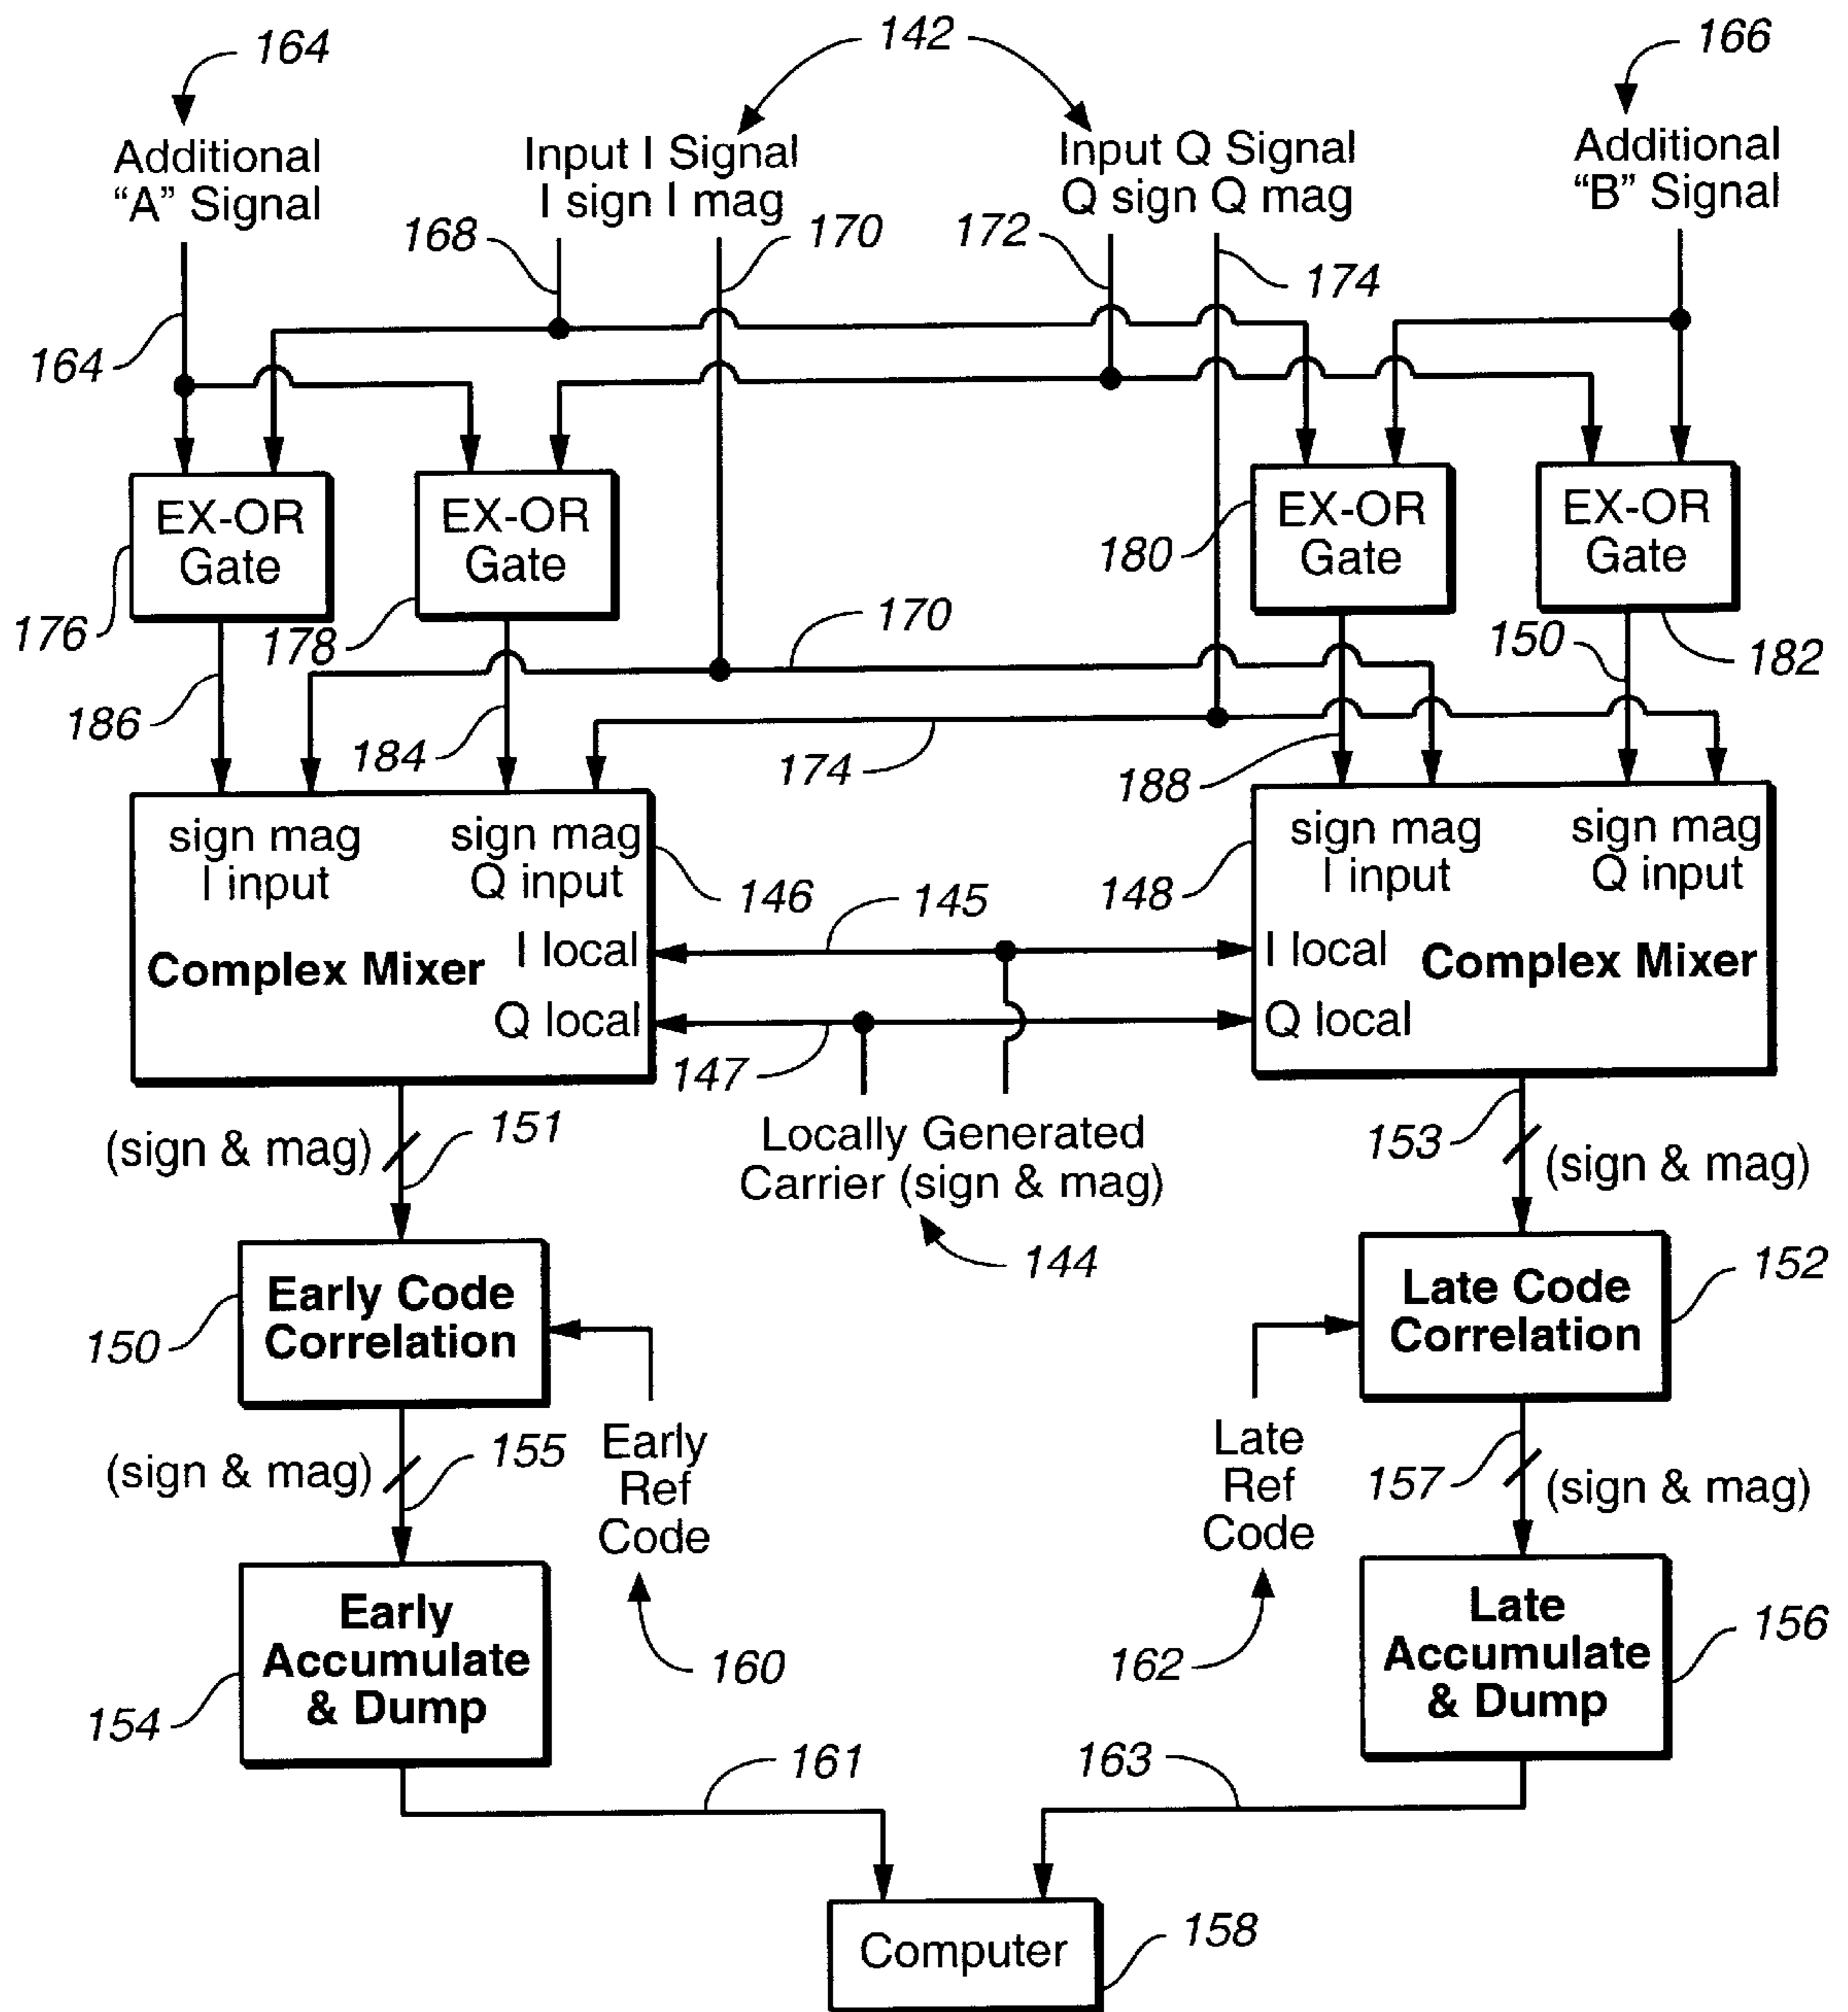 164
142
166
Additional
“A” Signal
Input I Signal
I sign I mag
Input Q Signal
Q sign Q mag
Additional
“B” Signal
168
170
172
174
164
EX-OR
Gate
EX-OR
Gate
EX-OR
Gate
EX-OR
Gate
176
178
180
182
170
150
186
184
174
188
sign mag
I input
sign mag
Q input
146
I local
Complex Mixer
Q local
145
147
148
sign mag
I input
sign mag
Q input
I local
Complex Mixer
Q local
(sign & mag)
151
Locally Generated
Carrier (sign & mag)
144
153
(sign & mag)
Early Code
Correlation
150
Late Code
Correlation
152
(sign & mag)
155
Early
Ref
Code
160
Late
Ref
Code
162
157
(sign & mag)
Early
Accumulate
& Dump
154
Late
Accumulate
& Dump
156
161
163
Computer
158